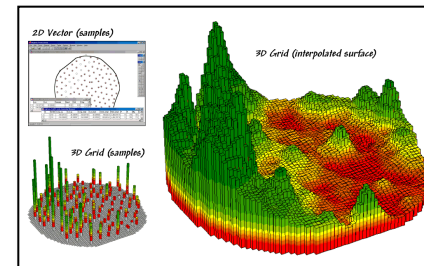 2D Vector (samples)
3D Grid (interpolated surface)
3D Grid (samples)